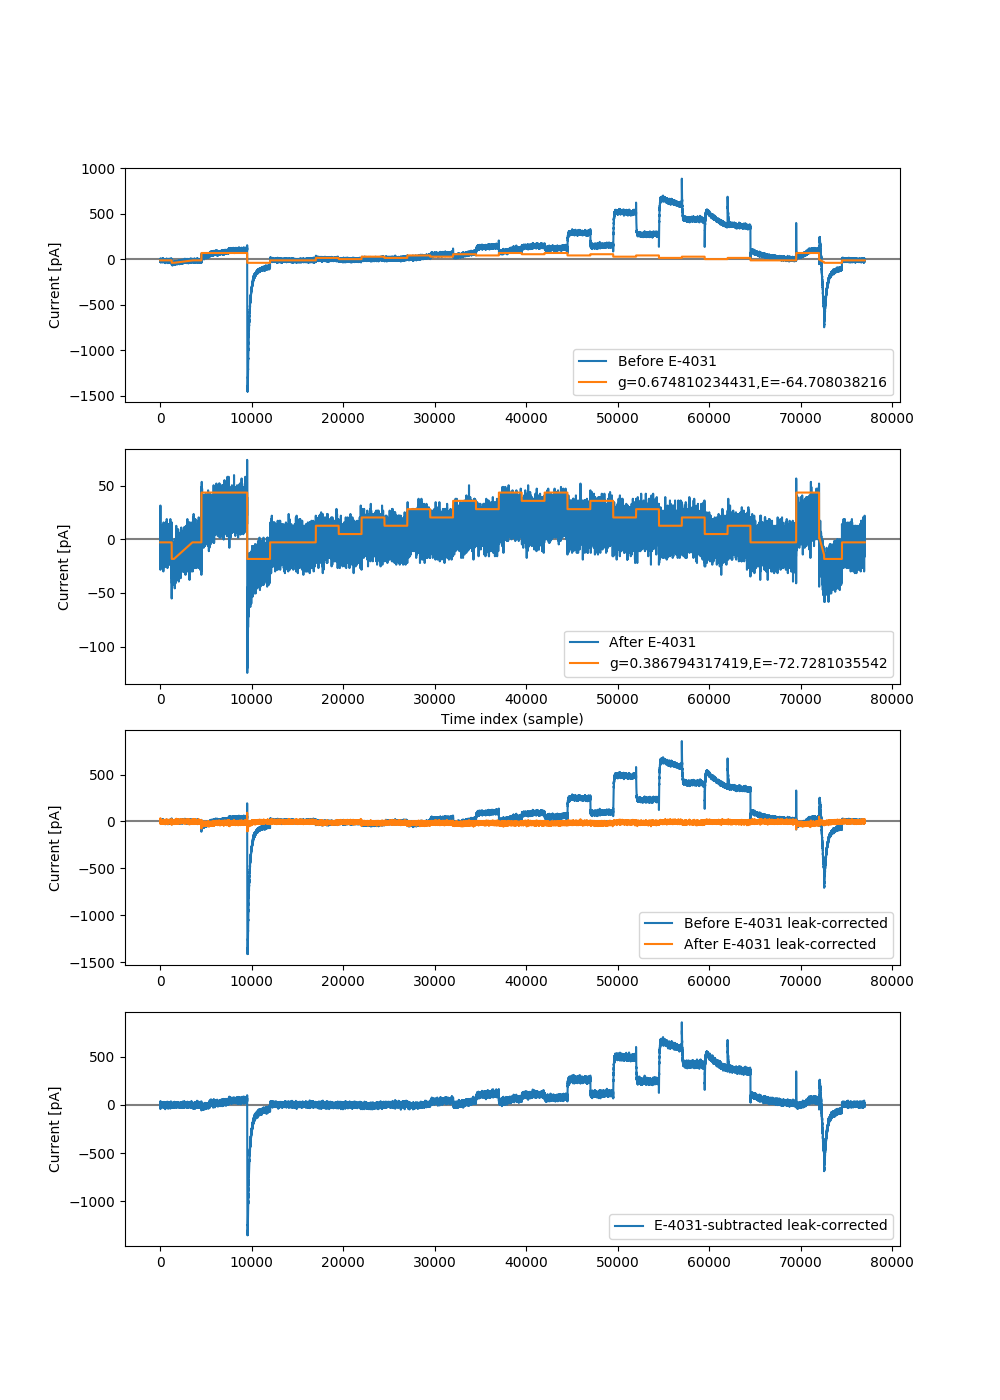 1000
500
0
−500
−1000
−1500
Current [pA]
Before E-4031
g=0.674810234431,E=-64.708038216
0 10000 20000 30000 40000 50000 60000 70000 80000
50
0
−50
−100
Current [pA]
After E-4031
g=0.386794317419,E=-72.7281035542
0 10000 20000 30000 40000 50000 60000 70000 80000
Time index (sample)
500
0
−500
−1000
−1500
Current [pA]
Before E-4031 leak-corrected
After E-4031 leak-corrected
0 10000 20000 30000 40000 50000 60000 70000 80000
500
0
−500
−1000
Current [pA]
E-4031-subtracted leak-corrected
0 10000 20000 30000 40000 50000 60000 70000 80000